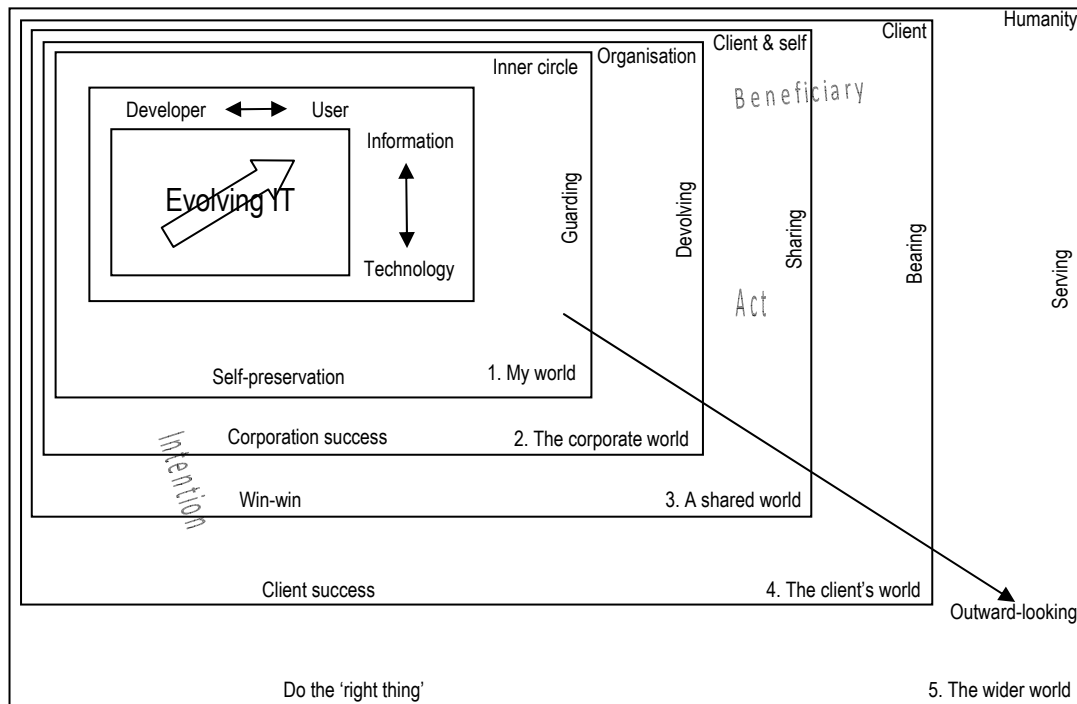 Humanity
Client
Client & self
Organisation
Inner circle
Beneficiary
Developer
User
Information
Evolving IT
Technology
Guarding
Devolving
Sharing
Bearing
Serving
Act
Self-preservation
1. My world
Corporation success
2. The corporate world
Intention
Win-win
3. A shared world
Client success
4. The client's world
Outward-looking
Do the ‘right thing’
5. The wider world